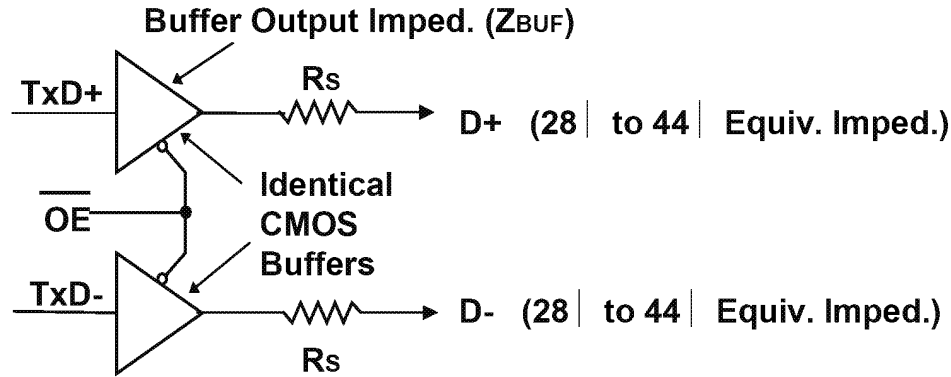 Buffer Output Imped. (ZBUF)
TxD+
Rs
D+ (28| to 44| Equiv. Imped.)
OE
Identical
CMOS
Buffers
TxD-
D- (28| to 44| Equiv. Imped.)
Rs